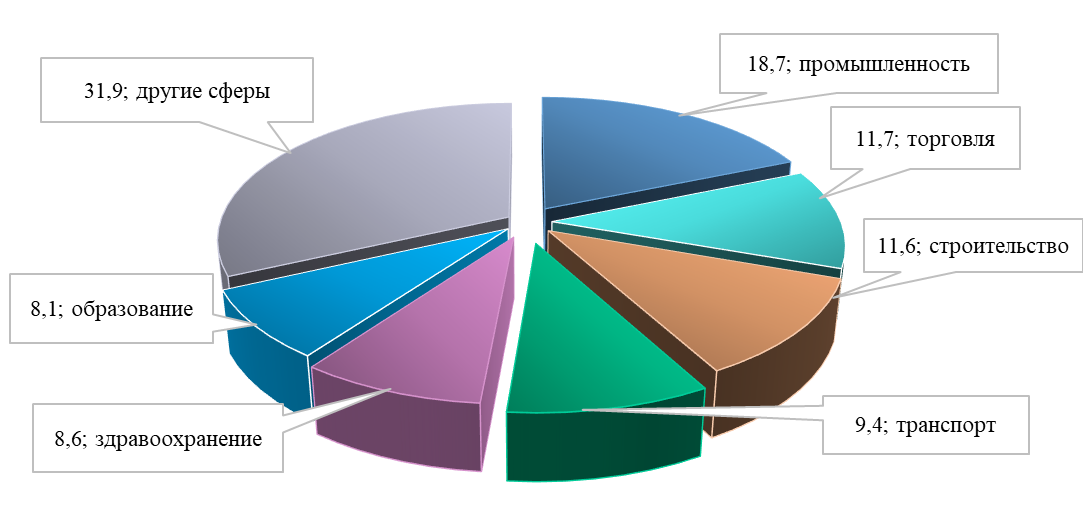 31,9; другие сферы
18,7; промышленность
11,7; торговля
11,6; строительство
8,1; образование
8,6; здравоохранение
9,4; транспорт